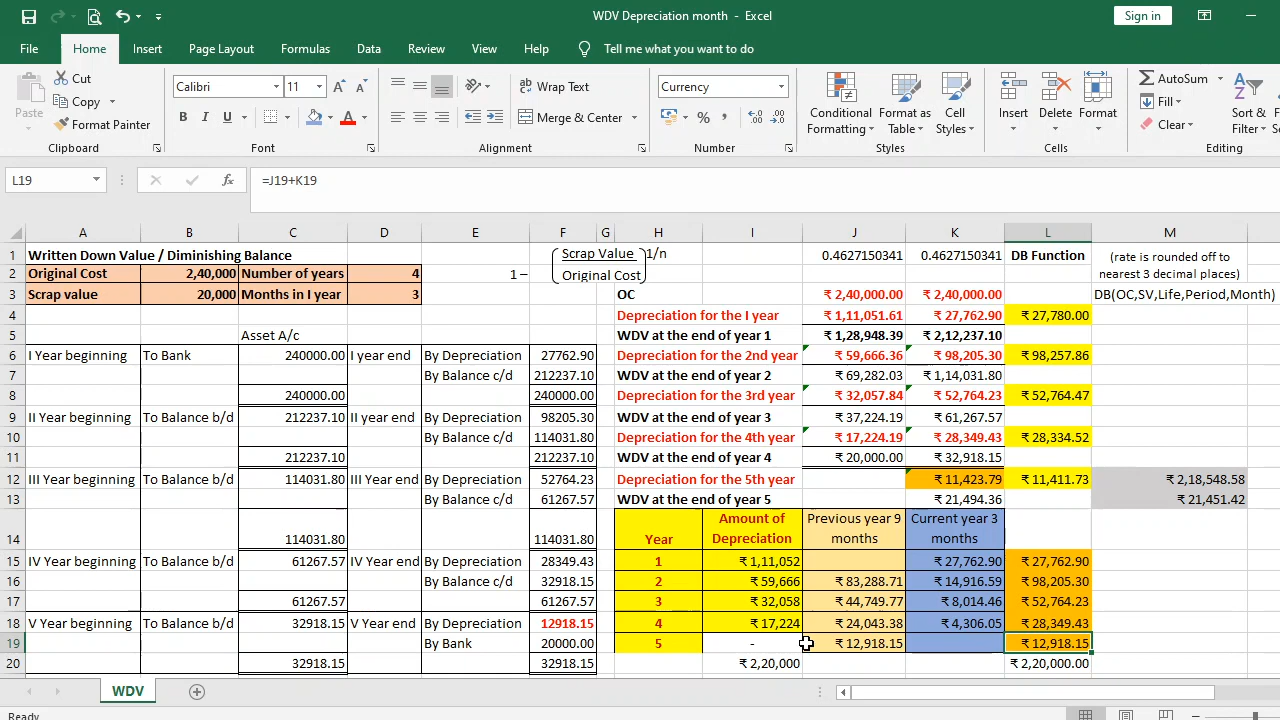 WDV Depreciation month - Excel
Sign in
File Home Insert Page Layout Formulas Data Review View Help Tell me what you want to do
Paste Cut Copy Format Painter
Calibri 11 B I U A A A
Wrap Text Merge & Center
Currency %
Conditional Formatting Format as Table Cell Styles
Insert Delete Format
AutoSum Fill Clear Sort & Filter
Clipboard Font Alignment Number Styles Cells Editing
L19 fx =J19+K19
A B C D E F G H I J K L M
1 Written Down Value / Diminishing Balance Scrap Value 1/n 0.4627150341 0.4627150341 DB Function (rate is rounded off to nearest 3 decimal places)
2 Original Cost 2,40,000 Number of years 4 1 – Original Cost
3 Scrap value 20,000 Months in I year 3 OC ₹ 2,40,000.00 ₹ 2,40,000.00 DB(OC,SV,Life,Period,Month)
4 Depreciation for the I year ₹ 1,11,051.61 ₹ 27,762.90 ₹ 27,780.00
5 Asset A/c WDV at the end of year 1 ₹ 1,28,948.39 ₹ 2,12,237.10
6 I Year beginning To Bank 240000.00 I year end By Depreciation 27762.90 Depreciation for the 2nd year ₹ 59,666.36 ₹ 98,205.30 ₹ 98,257.86
7 By Balance c/d 212237.10 WDV at the end of year 2 ₹ 69,282.03 ₹ 1,14,031.80
8 240000.00 240000.00 Depreciation for the 3rd year ₹ 32,057.84 ₹ 52,764.23 ₹ 52,764.47
9 II Year beginning To Balance b/d 212237.10 II year end By Depreciation 98205.30 WDV at the end of year 3 ₹ 37,224.19 ₹ 61,267.57
10 By Balance c/d 114031.80 Depreciation for the 4th year ₹ 17,224.19 ₹ 28,349.43 ₹ 28,334.52
11 212237.10 212237.10 WDV at the end of year 4 ₹ 20,000.00 ₹ 32,918.15
12 III Year beginning To Balance b/d 114031.80 III Year end By Depreciation 52764.23 Depreciation for the 5th year ₹ 11,423.79 ₹ 11,411.73 ₹ 2,18,548.58
13 By Balance c/d 61267.57 WDV at the end of year 5 ₹ 21,494.36 ₹ 21,451.42
14 114031.80 114031.80 Year Amount of Depreciation Previous year 9 months Current year 3 months
15 IV Year beginning To Balance b/d 61267.57 IV Year end By Depreciation 28349.43 1 ₹ 1,11,052 ₹ 27,762.90 ₹ 27,762.90
16 By Balance c/d 32918.15 2 ₹ 59,666 ₹ 83,288.71 ₹ 14,916.59 ₹ 98,205.30
17 61267.57 61267.57 3 ₹ 32,058 ₹ 44,749.77 ₹ 8,014.46 ₹ 52,764.23
18 V Year beginning To Balance b/d 32918.15 V Year end By Depreciation 12918.15 4 ₹ 17,224 ₹ 24,043.38 ₹ 4,306.05 ₹ 28,349.43
19 By Bank 20000.00 5 - ₹ 12,918.15 ₹ 12,918.15
20 32918.15 32918.15 ₹ 2,20,000 ₹ 2,20,000.00
WDV
Ready